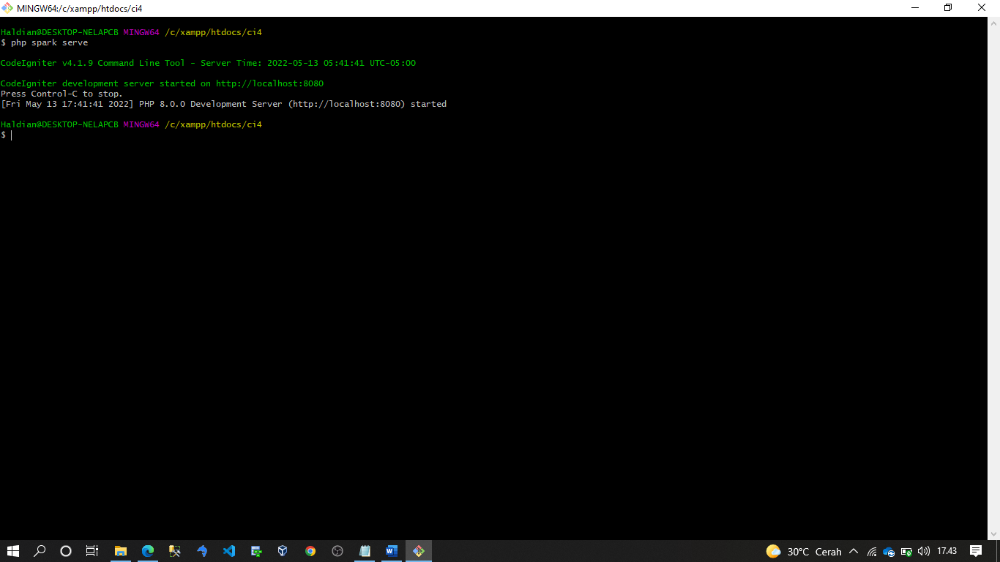 MINGW64:/c/xampp/htdocs/ci4
Haldian@DESKTOP-NELAPCB MINGW64 /c/xampp/htdocs/ci4
$ php spark serve
CodeIgniter v4.1.9 Command Line Tool - Server Time: 2022-05-13 05:41:41 UTC-05:00
CodeIgniter development server started on http://localhost:8080
Press Control-C to stop.
[Fri May 13 17:41:41 2022] PHP 8.0.0 Development Server (http://localhost:8080) started
Haldian@DESKTOP-NELAPCB MINGW64 /c/xampp/htdocs/ci4
$
30°C Cerah 17.43